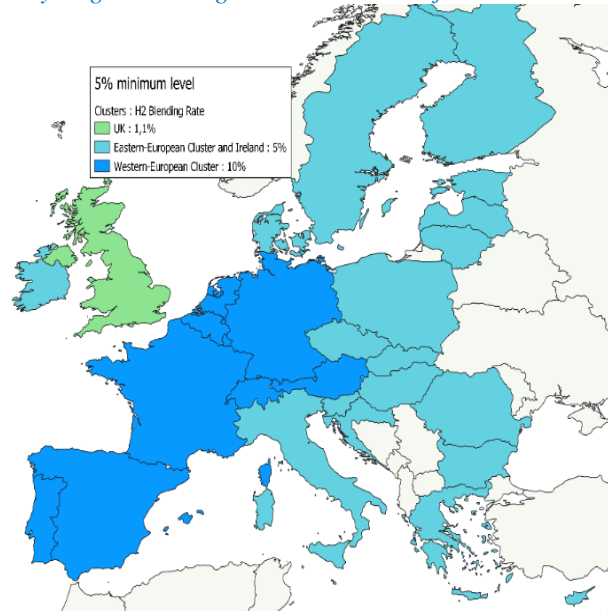 5% minimum level
Clusters : H2 Blending Rate
UK : 1,1%
Eastern-European Cluster and Ireland : 5%
Western-European Cluster : 10%